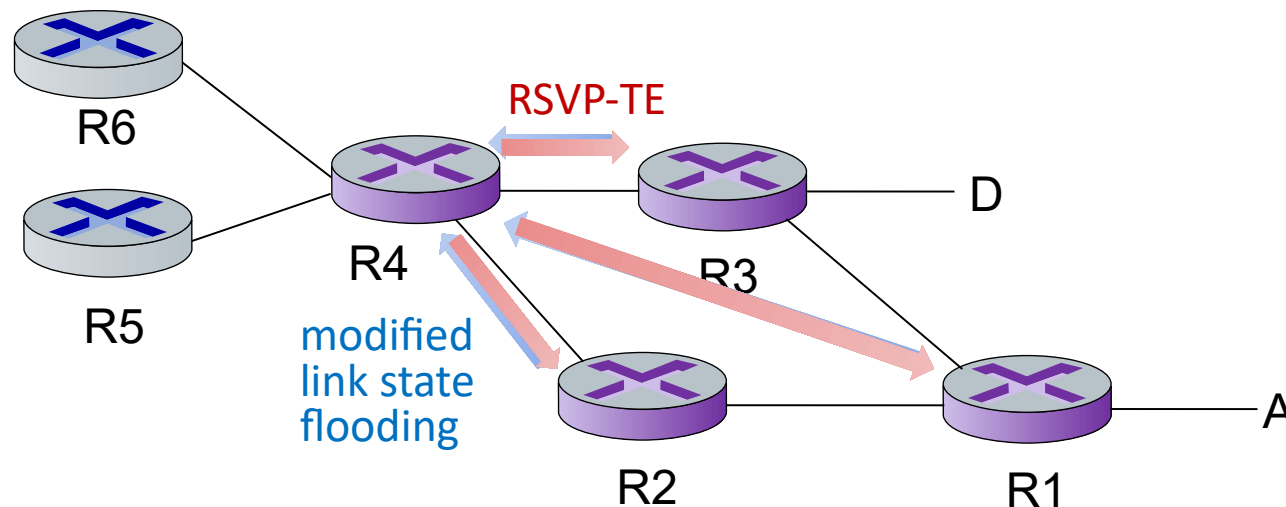 RSVP-TE
R6
D
R4
R3
R5
modified
link state
flooding
A
R2
R1